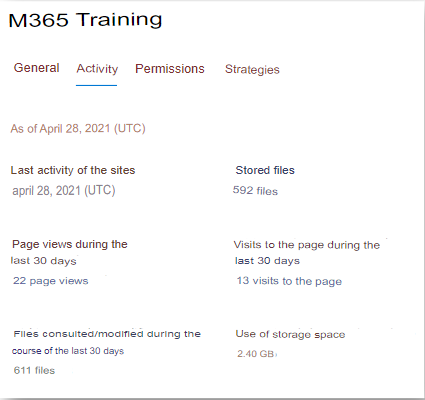 M365 Training
General Activity Permissions Strategies
As of April 28, 2021 (UTC)
Last activity of the sites Stored files
april 28, 2021 (UTC) 592 files
Page views during the Visits to the page during the
last 30 days last 30 days
22 page views 13 visits to the page
Files consulted/modified during the Use of storage space
course of the last 30 days 2.40 GB
611 files